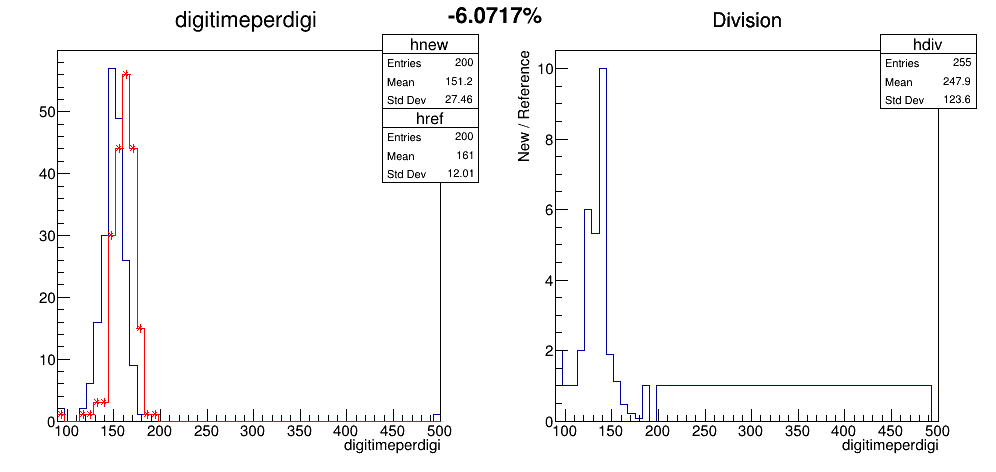 digitimeperdigi
-6.0717%
Division
hnew
Entries 200
Mean 151.2
Std Dev 27.46
href
Entries 200
Mean 161
Std Dev 12.01
0
10
20
30
40
50
100 150 200 250 300 350 400 450 500
digitimeperdigi
hdiv
Entries 255
Mean 247.9
Std Dev 123.6
New / Reference
10
8
6
4
2
0
100 150 200 250 300 350 400 450 500
digitimeperdigi